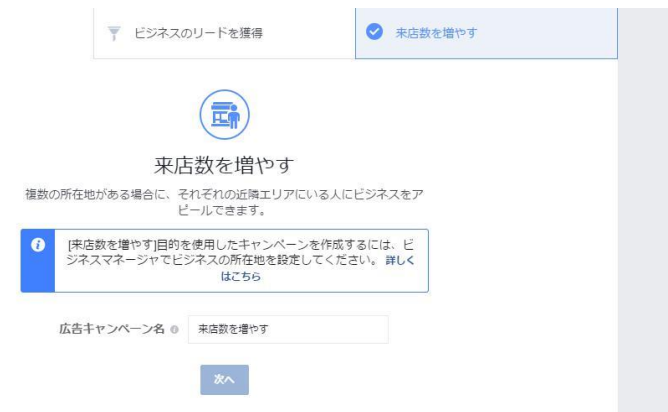 ビジネスのリードを獲得
来店数を増やす
来店数を増やす
複数の所在地がある場合に、それぞれの近隣エリアにいる人にビジネスをア
ピールできます。
[来店数を増やす]目的を使用したキャンペーンを作成するには、ビ
ジネスマネージャでビジネスの所在地を設定してください。 詳しく
はこちら
広告キャンペーン名 来店数を増やす
次へ